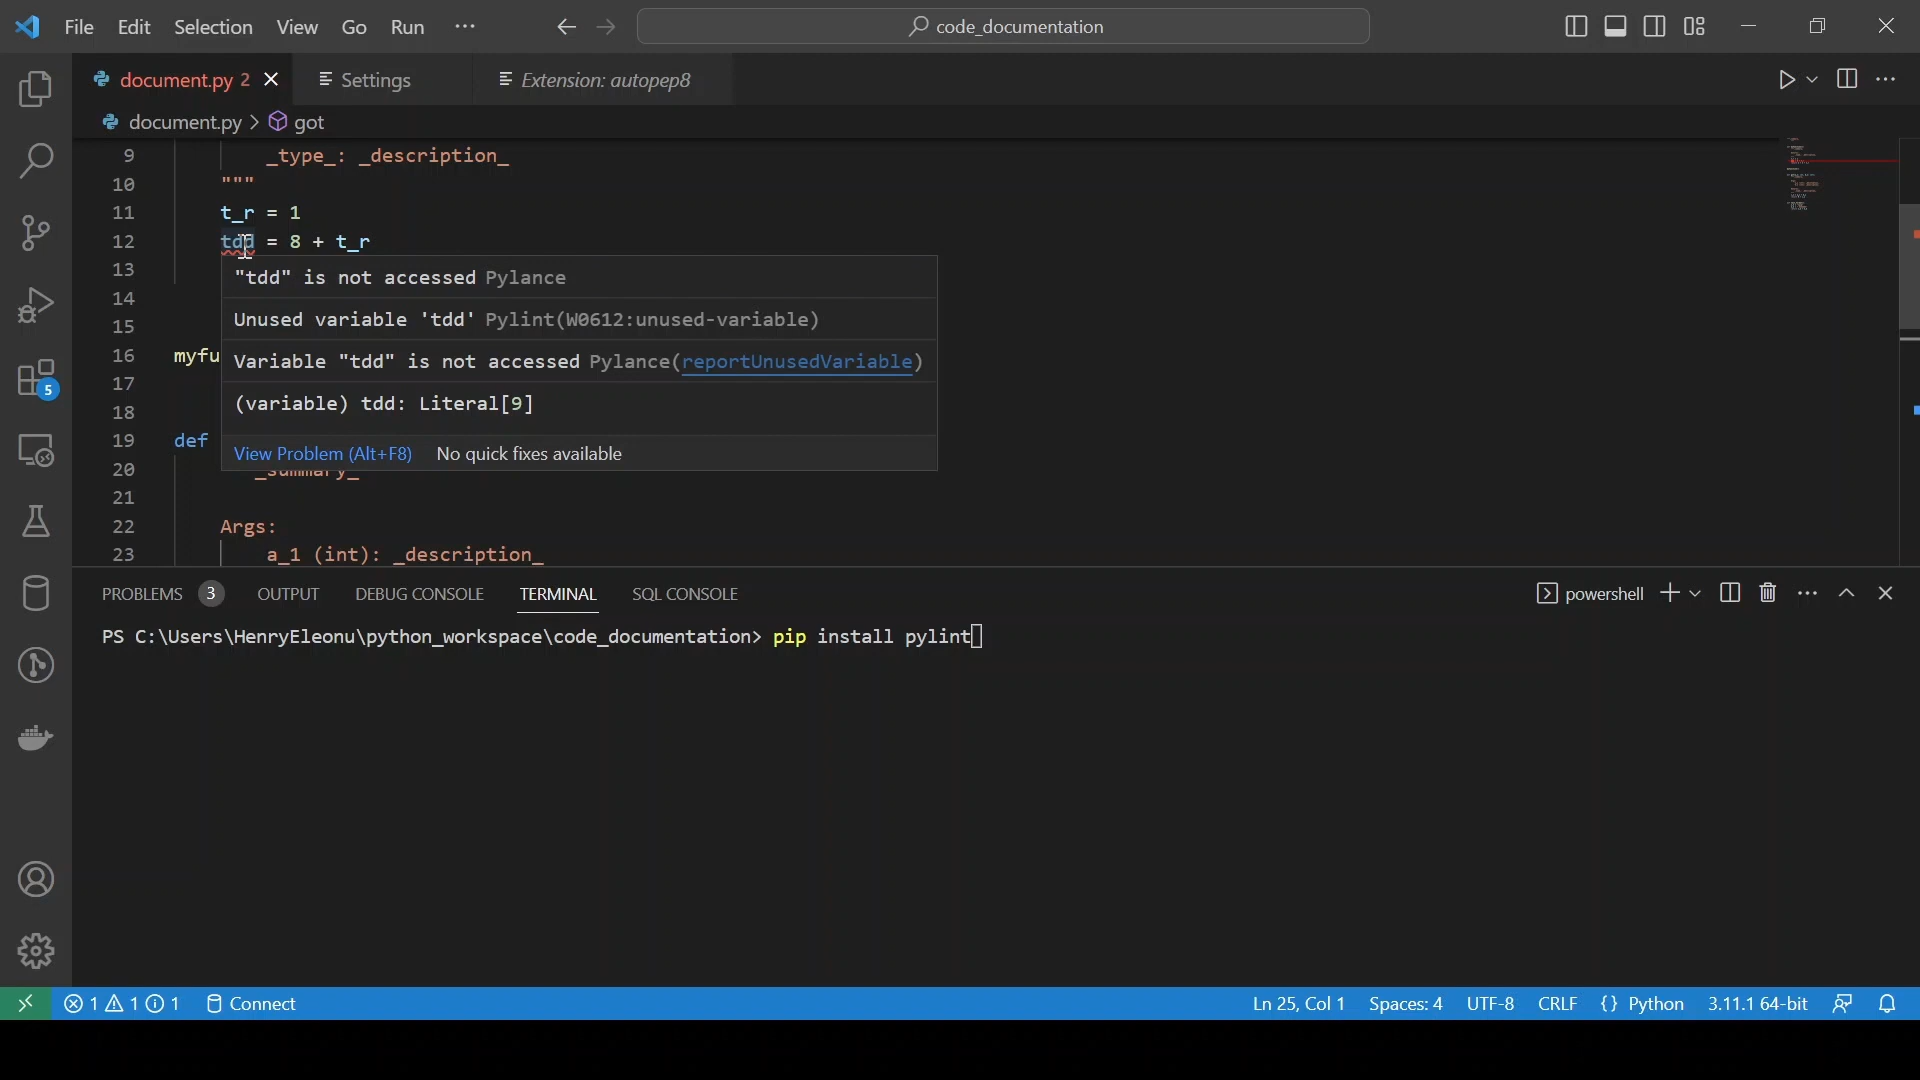 File Edit Selection View Go Run ··· code_documentation
document.py 2 Settings Extension: autopep8
document.py > got
9 _type_: _description_
10 """
11 t_r = 1
12 tdd = 8 + t_r
13
"tdd" is not accessed Pylance
14
Unused variable 'tdd' Pylint(W0612:unused-variable)
15
16 myfu
Variable "tdd" is not accessed Pylance(reportUnusedVariable)
17
(variable) tdd: Literal[9]
18
19 def
View Problem (Alt+F8) No quick fixes available
20 _summary_
21
22 Args:
23 a_1 (int): _description_
5
PROBLEMS 3 OUTPUT DEBUG CONSOLE TERMINAL SQL CONSOLE powershell
PS C:\Users\HenryEleonu\python_workspace\code_documentation> pip install pylint
1 1 1 Connect Ln 25, Col 1 Spaces: 4 UTF-8 CRLF {} Python 3.11.1 64-bit